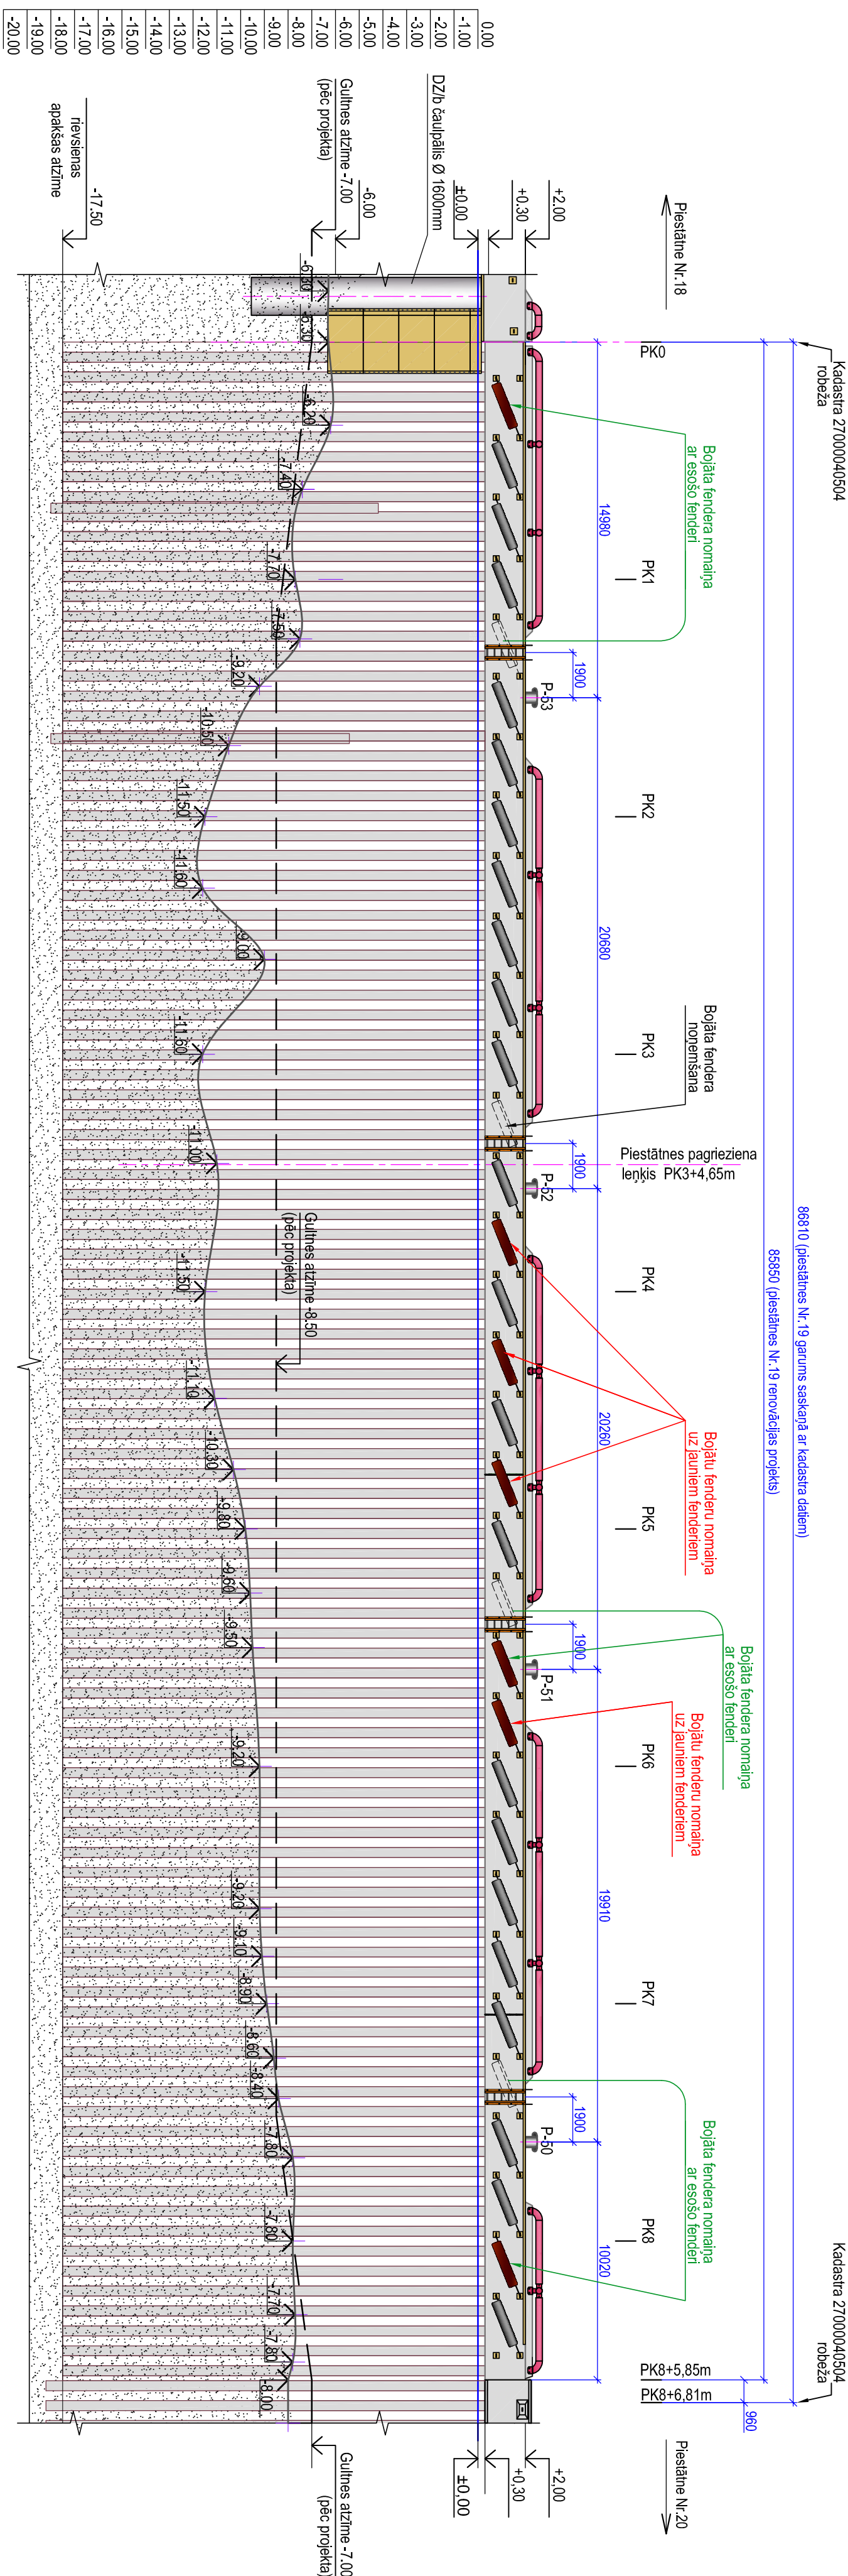 Kadastra 27000040504
robeža
Kadastra 27000040504
robeža
86810 (piestātnes Nr.19 garums saskaņā ar kadastra datiem)
85850 (piestātnes Nr.19 renovācijas projekts)
960
Piestātne Nr.18
PK0
PK1
PK2
PK3
Piestātnes pagrieziena
leņķis PK3+4,65m
PK4
PK5
PK6
PK7
PK8
PK8+5,85m
PK8+6,81m
Piestātne Nr.20
Bojāta fendera nomaiņa
ar esošo fenderi
Bojāta fendera
noņemšana
Bojātu fenderu nomaiņa
uz jauniem fenderiem
Bojāta fendera nomaiņa
ar esošo fenderi
Bojātu fenderu nomaiņa
uz jauniem fenderiem
Bojāta fendera nomaiņa
ar esošo fenderi
14980
20680
20260
19910
10020
1900
1900
1900
1900
P-53
P-52
P-51
P-50
+2.00
+0.30
±0.00
+2,00
+0,30
±0,00
DZ/b čaulpālis Ø 1600mm
-6.00
Gultnes atzīme -7.00
(pēc projekta)
Gultnes atzīme -8.50
(pēc projekta)
Gultnes atzīme -7.00
(pēc projekta)
-17.50
rievsienas
apakšas atzīme
0.00
-1.00
-2.00
-3.00
-4.00
-5.00
-6.00
-7.00
-8.00
-9.00
-10.00
-11.00
-12.00
-13.00
-14.00
-15.00
-16.00
-17.00
-18.00
-19.00
-20.00
-6.30
-6.30
-6.20
-7.40
-7.70
-7.50
-9.20
-10.50
-11.50
-11.60
-9.00
-11.60
-11.00
-11.50
-11.10
-10.30
-9.80
-9.60
-9.50
-9.20
-9.20
-9.10
-8.90
-8.60
-8.40
-7.80
-7.80
-7.70
-7.80
-8.00